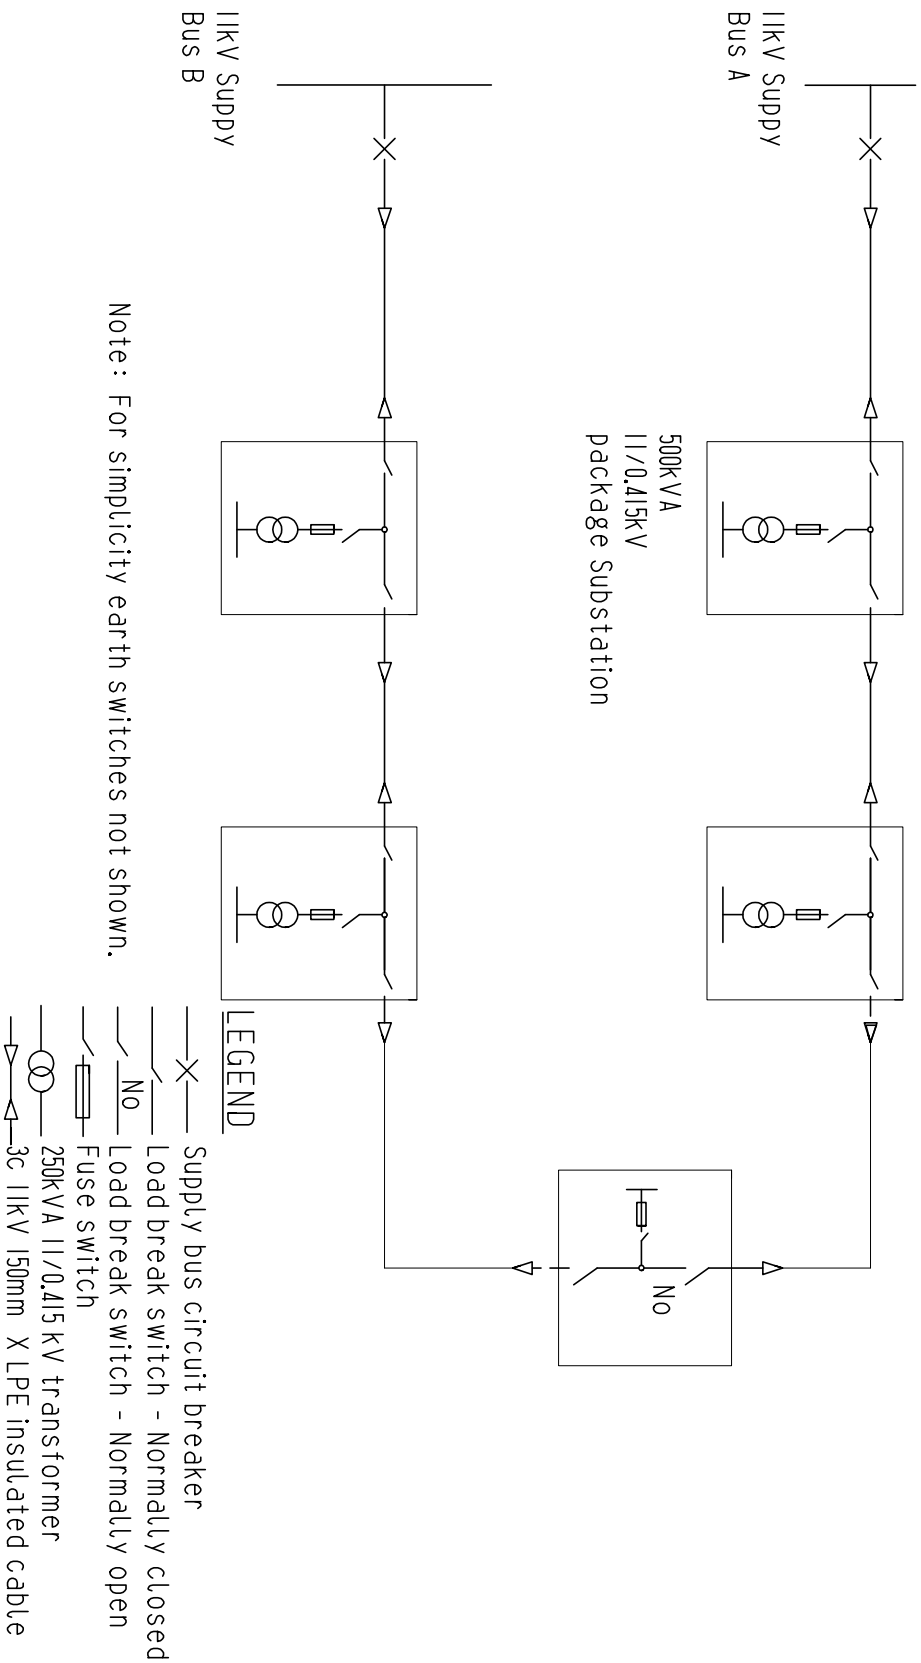 11kV Suppy
Bus A
11kV Suppy
Bus B
500kVA
11/0.415kV
package Substation
No
Note: For simplicity earth switches not shown.
LEGEND
Supply bus circuit breaker
Load break switch - Normally closed
No
Load break switch - Normally open
Fuse switch
250kVA 11/0.415 kV transformer
3c 11kV 150mm X LPE insulated cable